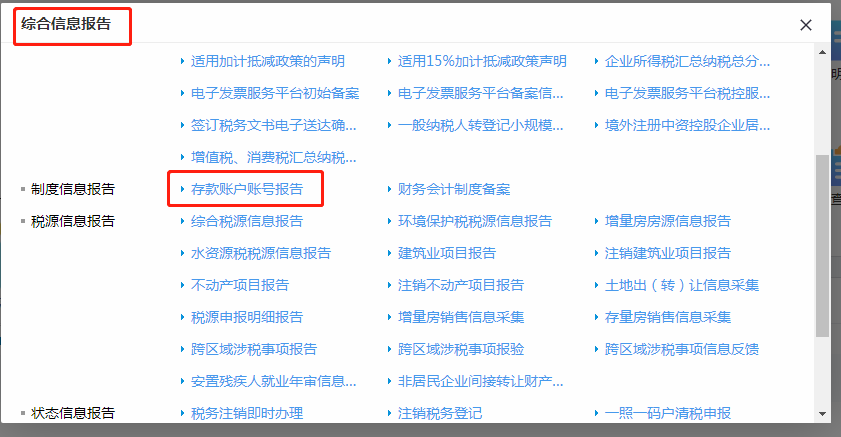 综合信息报告
适用加计抵减政策的声明 适用15%加计抵减政策声明 企业所得税汇总纳税总分...
电子发票服务平台初始备案 电子发票服务平台备案信... 电子发票服务平台税控服...
签订税务文书电子送达确... 一般纳税人转登记小规模... 境外注册中资控股企业居...
增值税、消费税汇总纳税...
制度信息报告 存款账户账号报告 财务会计制度备案
税源信息报告 综合税源信息报告 环境保护税税源信息报告 增量房房源信息报告
水资源税税源信息报告 建筑业项目报告 注销建筑业项目报告
不动产项目报告 注销不动产项目报告 土地出（转）让信息采集
税源申报明细报告 增量房销售信息采集 存量房销售信息采集
跨区域涉税事项报告 跨区域涉税事项报验 跨区域涉税事项信息反馈
安置残疾人就业年审信息... 非居民企业间接转让财产...
状态信息报告 税务注销即时办理 注销税务登记 一照一码户清税申报